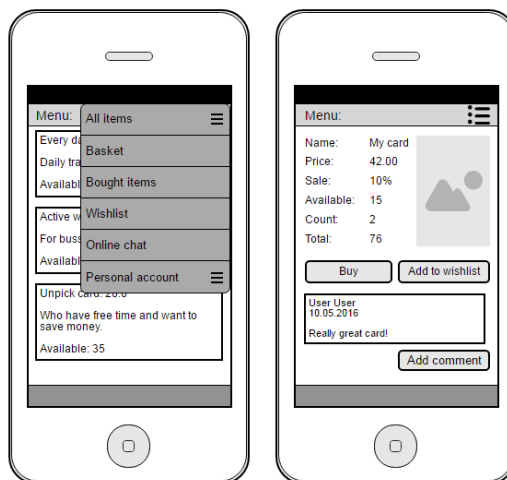 Menu:
All items
Basket
Bought items
Wishlist
Online chat
Personal account
Every da
Daily tra
Availabl
Active w
For buss
Availabl
Unpick card: 20.0
Who have free time and want to
save money.
Available: 35
Menu:
Name: My card
Price: 42.00
Sale: 10%
Available: 15
Count: 2
Total: 76
Buy
Add to wishlist
User User
10.05.2016
Really great card!
Add comment